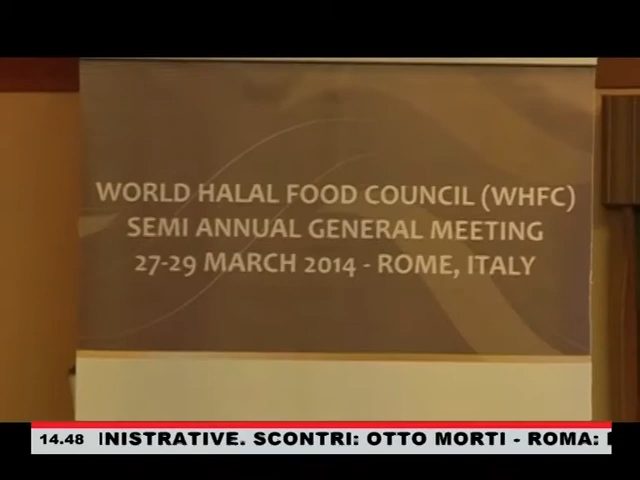 WORLD HALAL FOOD COUNCIL (WHFC)
SEMI ANNUAL GENERAL MEETING
27-29 MARCH 2014 - ROME, ITALY
14.48 INISTRATIVE. SCONTRI: OTTO MORTI - ROMA: